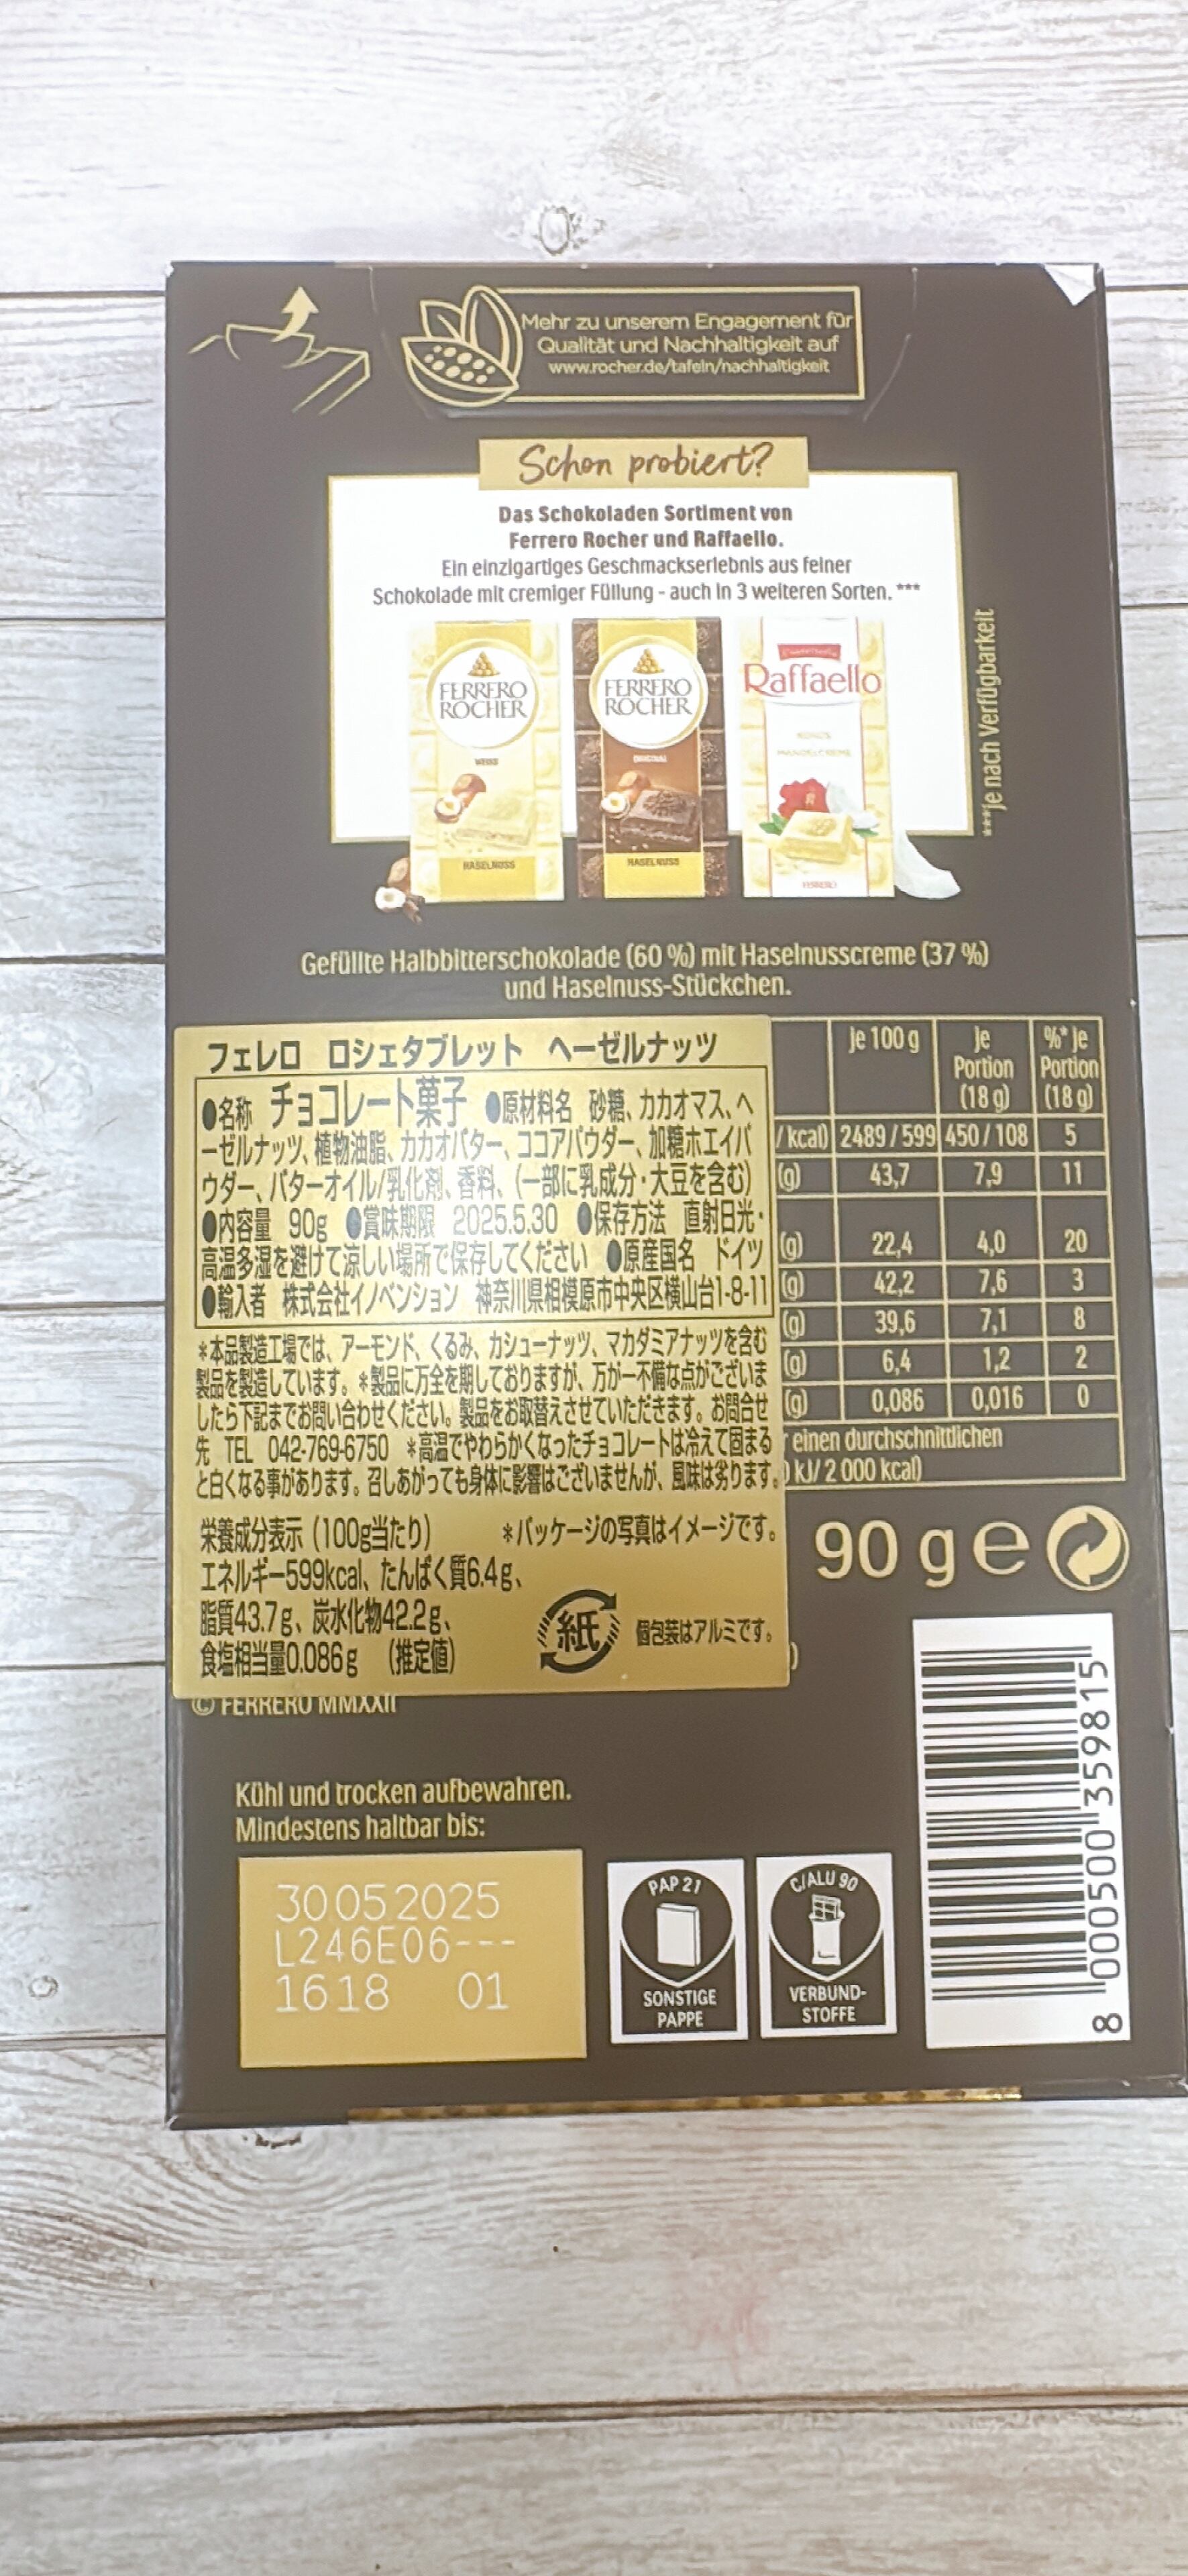 Mehr zu unserem Engagement für
Qualität und Nachhaltigkeit auf
www.rocher.de/tafeln/nachhaltigkeit
Schon probiert?
Das Schokoladen Sortiment von
Ferrero Rocher und Raffaello.
Ein einzigartiges Geschmackserlebnis aus feiner
Schokolade mit cremiger Füllung - auch in 3 weiteren Sorten. ***
***je nach Verfügbarkeit
FERRERO
ROCHER
WEISS
HASELNUSS
FERRERO
ROCHER
ORIGINAL
HASELNUSS
Raffaello
KOKOS
MANDELCREME
FERRERO
Gefüllte Halbbitterschokolade (60 %) mit Haselnusscreme (37 %)
und Haselnuss-Stückchen.
フェレロ ロシェタブレット ヘーゼルナッツ
●名称 チョコレート菓子 ●原材料名 砂糖、カカオマス、ヘ
ーゼルナッツ、植物油脂、カカオバター、ココアパウダー、加糖ホエイパ
ウダー、バターオイル/乳化剤、香料、(一部に乳成分・大豆を含む)
●内容量 90g ●賞味期限 2025.5.30 ●保存方法 直射日光・
高温多湿を避けて涼しい場所で保存してください ●原産国名 ドイツ
●輸入者 株式会社イノベンション 神奈川県相模原市中央区横山台1-8-11
*本品製造工場では、アーモンド、くるみ、カシューナッツ、マカダミアナッツを含む
製品を製造しています。*製品に万全を期しておりますが、万が一不備な点がございま
したら下記までお問い合わせください。製品をお取替えさせていただきます。お問合せ
先 TEL 042-769-6750 *高温でやわらかくなったチョコレートは冷えて固まる
と白くなる事があります。召しあがっても身体に影響はございませんが、風味は劣ります。
栄養成分表示 (100g当たり) *パッケージの写真はイメージです。
エネルギー599kcal、たんぱく質6.4g、
脂質43.7g、炭水化物42.2g、
食塩相当量0.086g (推定値)
紙 個包装はアルミです。
je 100 g je Portion (18 g) %* je Portion (18 g)
/ kcal) 2489 / 599 450 / 108 5
(g) 43,7 7,9 11
(g) 22,4 4,0 20
(g) 42,2 7,6 3
(g) 39,6 7,1 8
(g) 6,4 1,2 2
(g) 0,086 0,016 0
einen durchschnittlichen
kJ/ 2 000 kcal)
90 g e
© FERRERO MMXXII
Kühl und trocken aufbewahren.
Mindestens haltbar bis:
30 05 2025
L246E06---
16 18 01
PAP 21
SONSTIGE
PAPPE
C/ALU 90
VERBUND-
STOFFE
8 000500 359815